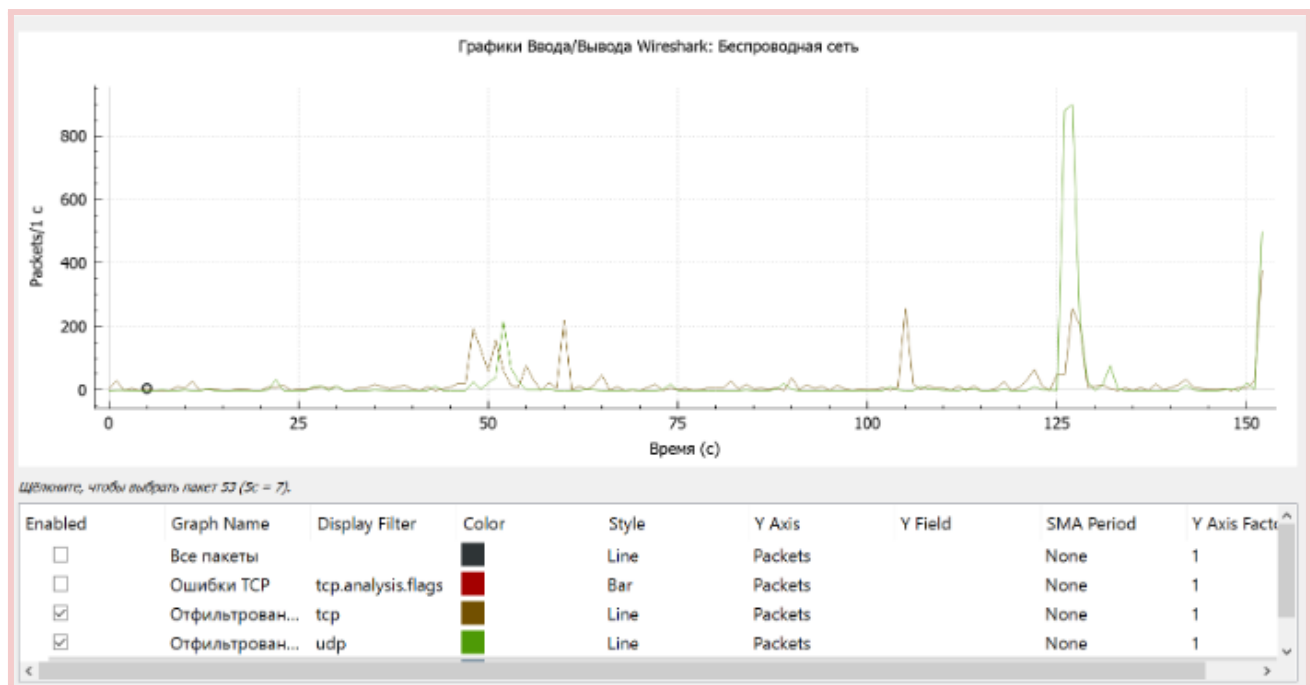 Графики Ввода/Вывода Wireshark: Беспроводная сеть
800
600
400
200
0
Packets/1 с
0 25 50 75 100 125 150
Время (с)
Щёлкните, чтобы выбрать пакет 53 (5с = 7).
Enabled Graph Name Display Filter Color Style Y Axis Y Field SMA Period Y Axis Facto
Все пакеты Line Packets None 1
Ошибки TCP tcp.analysis.flags Bar Packets None 1
Отфильтрован... tcp Line Packets None 1
Отфильтрован... udp Line Packets None 1